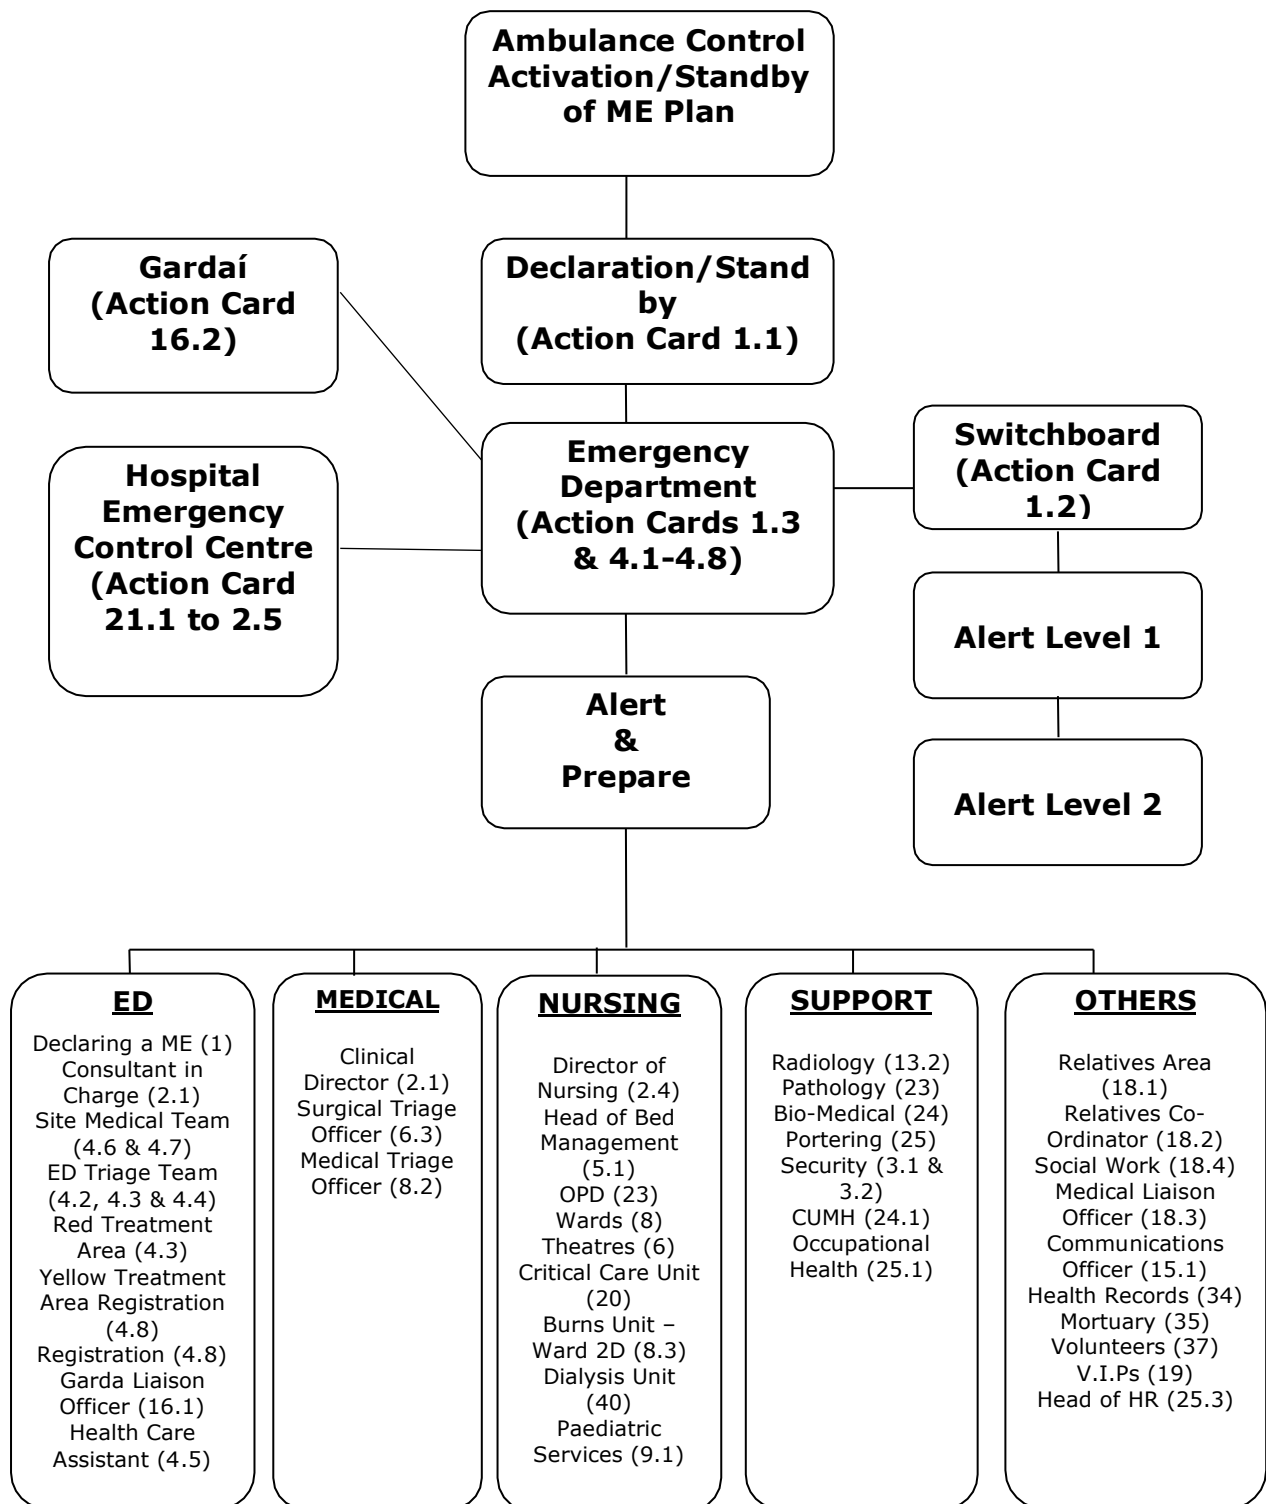 Ambulance Control
Activation/Standby
of ME Plan
Gardaí
(Action Card
16.2)
Declaration/Stand
by
(Action Card 1.1)
Hospital
Emergency
Control Centre
(Action Card
21.1 to 2.5
Emergency
Department
(Action Cards 1.3
& 4.1-4.8)
Switchboard
(Action Card
1.2)
Alert Level 1
Alert
&
Prepare
Alert Level 2
ED
Declaring a ME (1)
Consultant in
Charge (2.1)
Site Medical Team
(4.6 & 4.7)
ED Triage Team
(4.2, 4.3 & 4.4)
Red Treatment
Area (4.3)
Yellow Treatment
Area Registration
(4.8)
Registration (4.8)
Garda Liaison
Officer (16.1)
Health Care
Assistant (4.5)
MEDICAL
Clinical
Director (2.1)
Surgical Triage
Officer (6.3)
Medical Triage
Officer (8.2)
NURSING
Director of
Nursing (2.4)
Head of Bed
Management
(5.1)
OPD (23)
Wards (8)
Theatres (6)
Critical Care Unit
(20)
Burns Unit –
Ward 2D (8.3)
Dialysis Unit
(40)
Paediatric
Services (9.1)
SUPPORT
Radiology (13.2)
Pathology (23)
Bio-Medical (24)
Portering (25)
Security (3.1 &
3.2)
CUMH (24.1)
Occupational
Health (25.1)
OTHERS
Relatives Area
(18.1)
Relatives Co-
Ordinator (18.2)
Social Work (18.4)
Medical Liaison
Officer (18.3)
Communications
Officer (15.1)
Health Records (34)
Mortuary (35)
Volunteers (37)
V.I.Ps (19)
Head of HR (25.3)